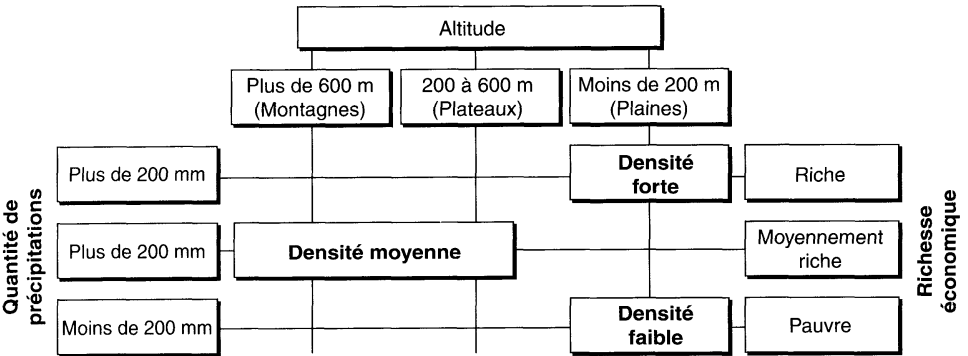 Altitude
Plus de 600 m
(Montagnes)
200 à 600 m
(Plateaux)
Moins de 200 m
(Plaines)
Quantité de
précipitations
Plus de 200 mm
Densité
forte
Riche
Plus de 200 mm
Densité moyenne
Moyennement
riche
Moins de 200 mm
Densité
faible
Pauvre
Richesse
économique